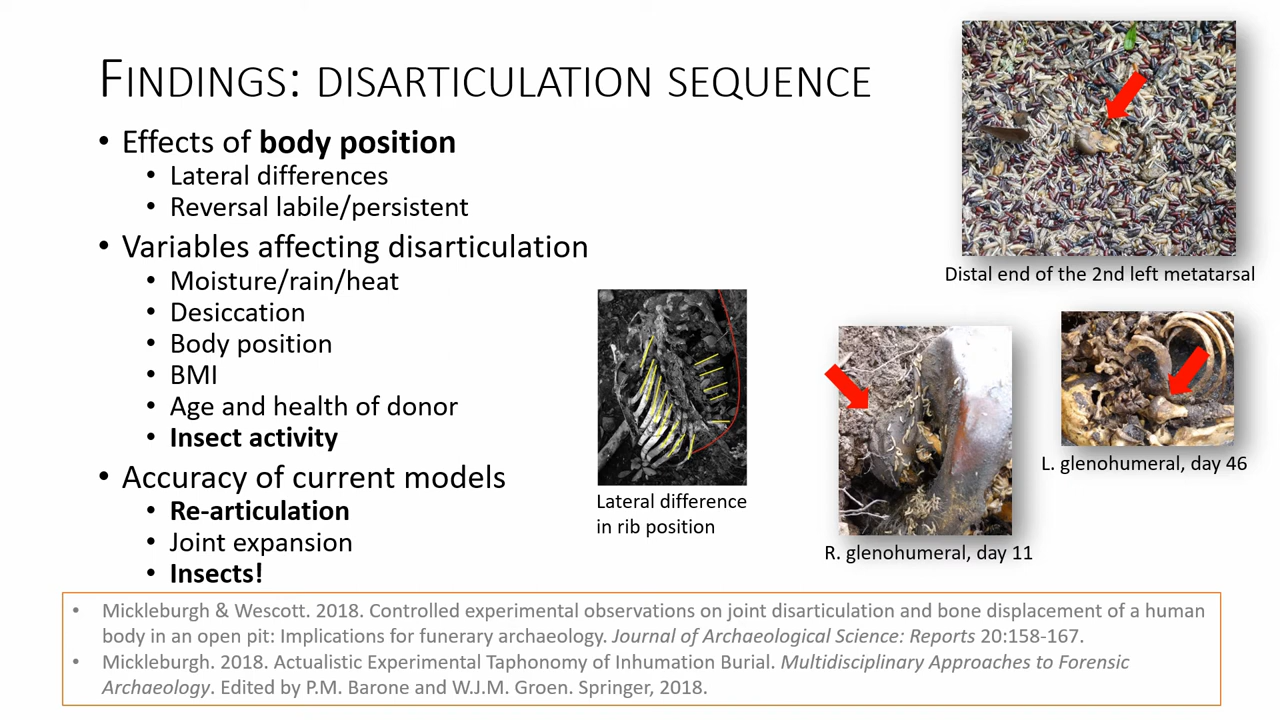 FINDINGS: DISARTICULATION SEQUENCE
• Effects of body position
• Lateral differences
• Reversal labile/persistent
• Variables affecting disarticulation
• Moisture/rain/heat
• Desiccation
• Body position
• BMI
• Age and health of donor
• Insect activity
• Accuracy of current models
• Re-articulation
• Joint expansion
• Insects!
Distal end of the 2nd left metatarsal
Lateral difference
in rib position
R. glenohumeral, day 11
L. glenohumeral, day 46
• Mickleburgh & Wescott. 2018. Controlled experimental observations on joint disarticulation and bone displacement of a human
body in an open pit: Implications for funerary archaeology. Journal of Archaeological Science: Reports 20:158-167.
• Mickleburgh. 2018. Actualistic Experimental Taphonomy of Inhumation Burial. Multidisciplinary Approaches to Forensic
Archaeology. Edited by P.M. Barone and W.J.M. Groen. Springer, 2018.